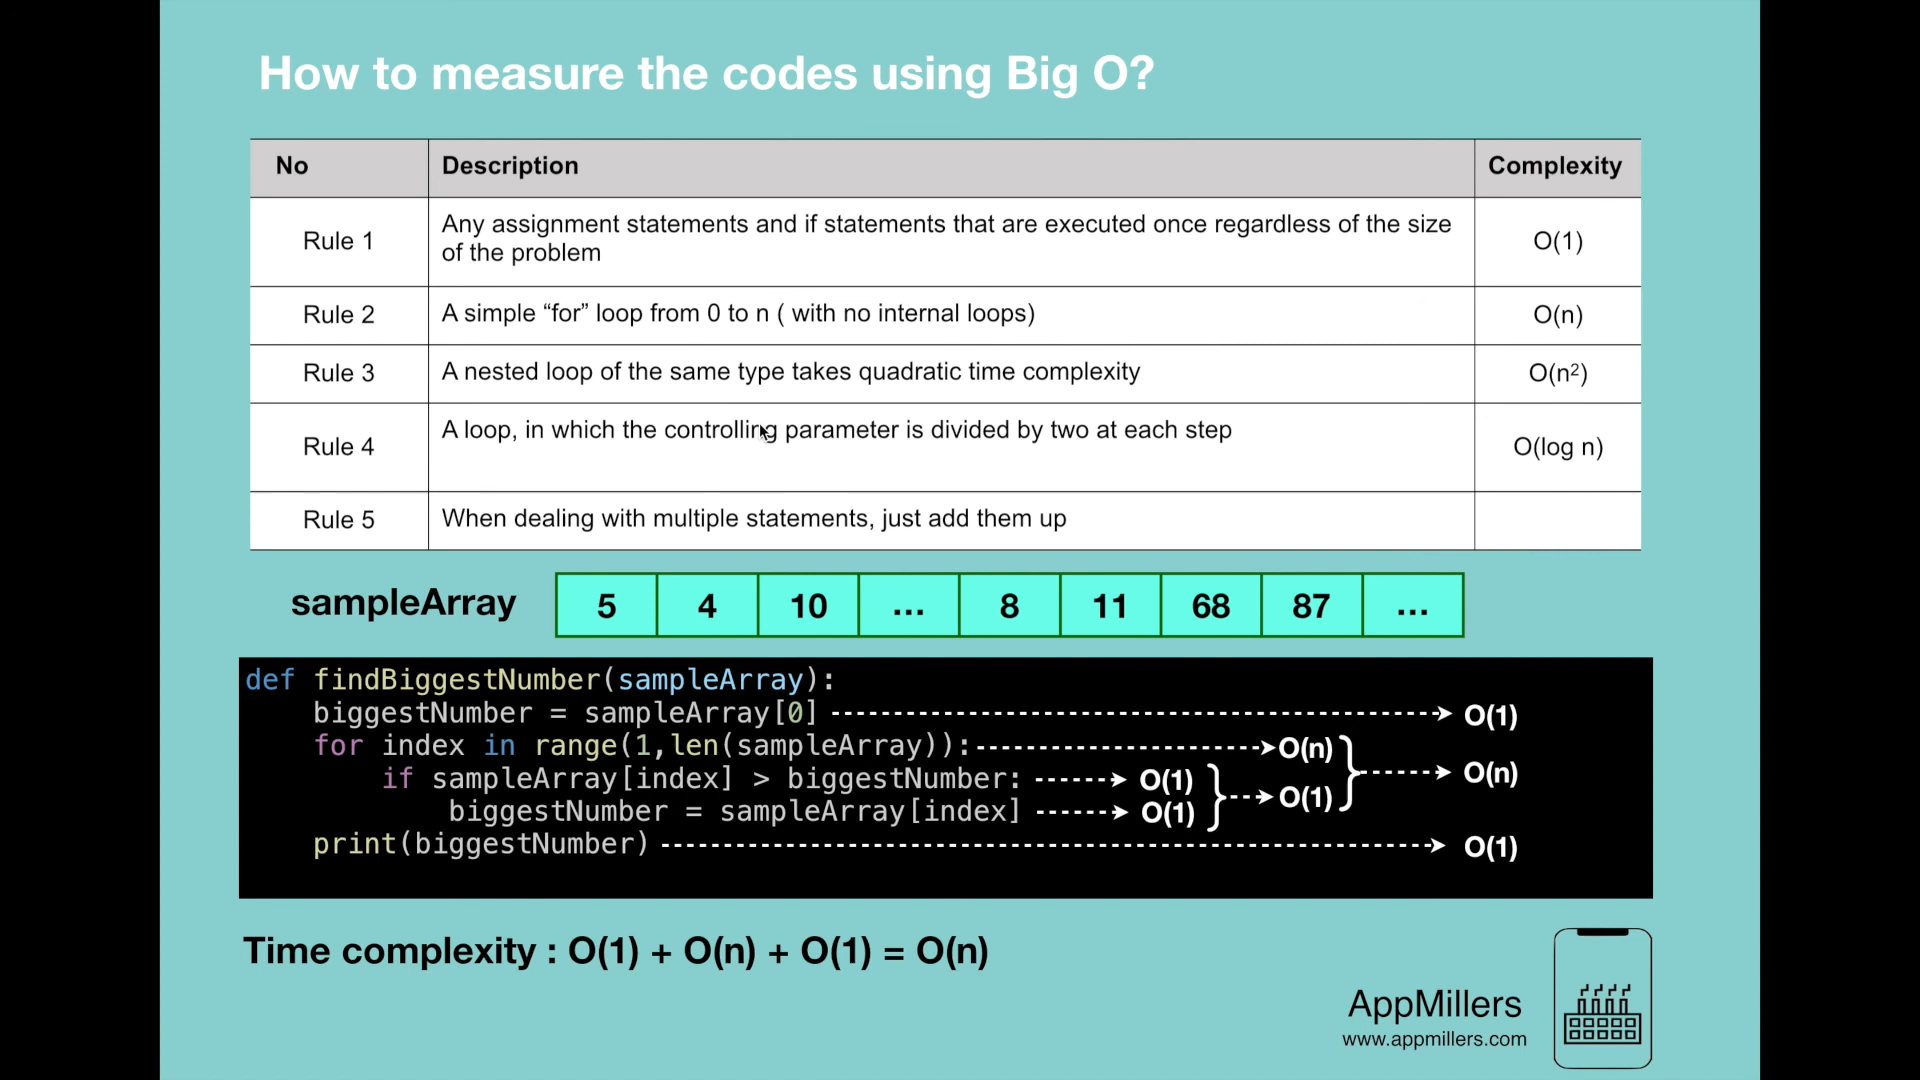 How to measure the codes using Big O?
No Description Complexity
Rule 1 Any assignment statements and if statements that are executed once regardless of the size of the problem O(1)
Rule 2 A simple “for” loop from 0 to n ( with no internal loops) O(n)
Rule 3 A nested loop of the same type takes quadratic time complexity O(n²)
Rule 4 A loop, in which the controlling parameter is divided by two at each step O(log n)
Rule 5 When dealing with multiple statements, just add them up
sampleArray 5 4 10 ... 8 11 68 87 ...
def findBiggestNumber(sampleArray):
biggestNumber = sampleArray[0] O(1)
for index in range(1,len(sampleArray)): O(n)
if sampleArray[index] > biggestNumber: O(1) O(1) O(n)
biggestNumber = sampleArray[index] O(1)
print(biggestNumber) O(1)
Time complexity : O(1) + O(n) + O(1) = O(n)
AppMillers
www.appmillers.com